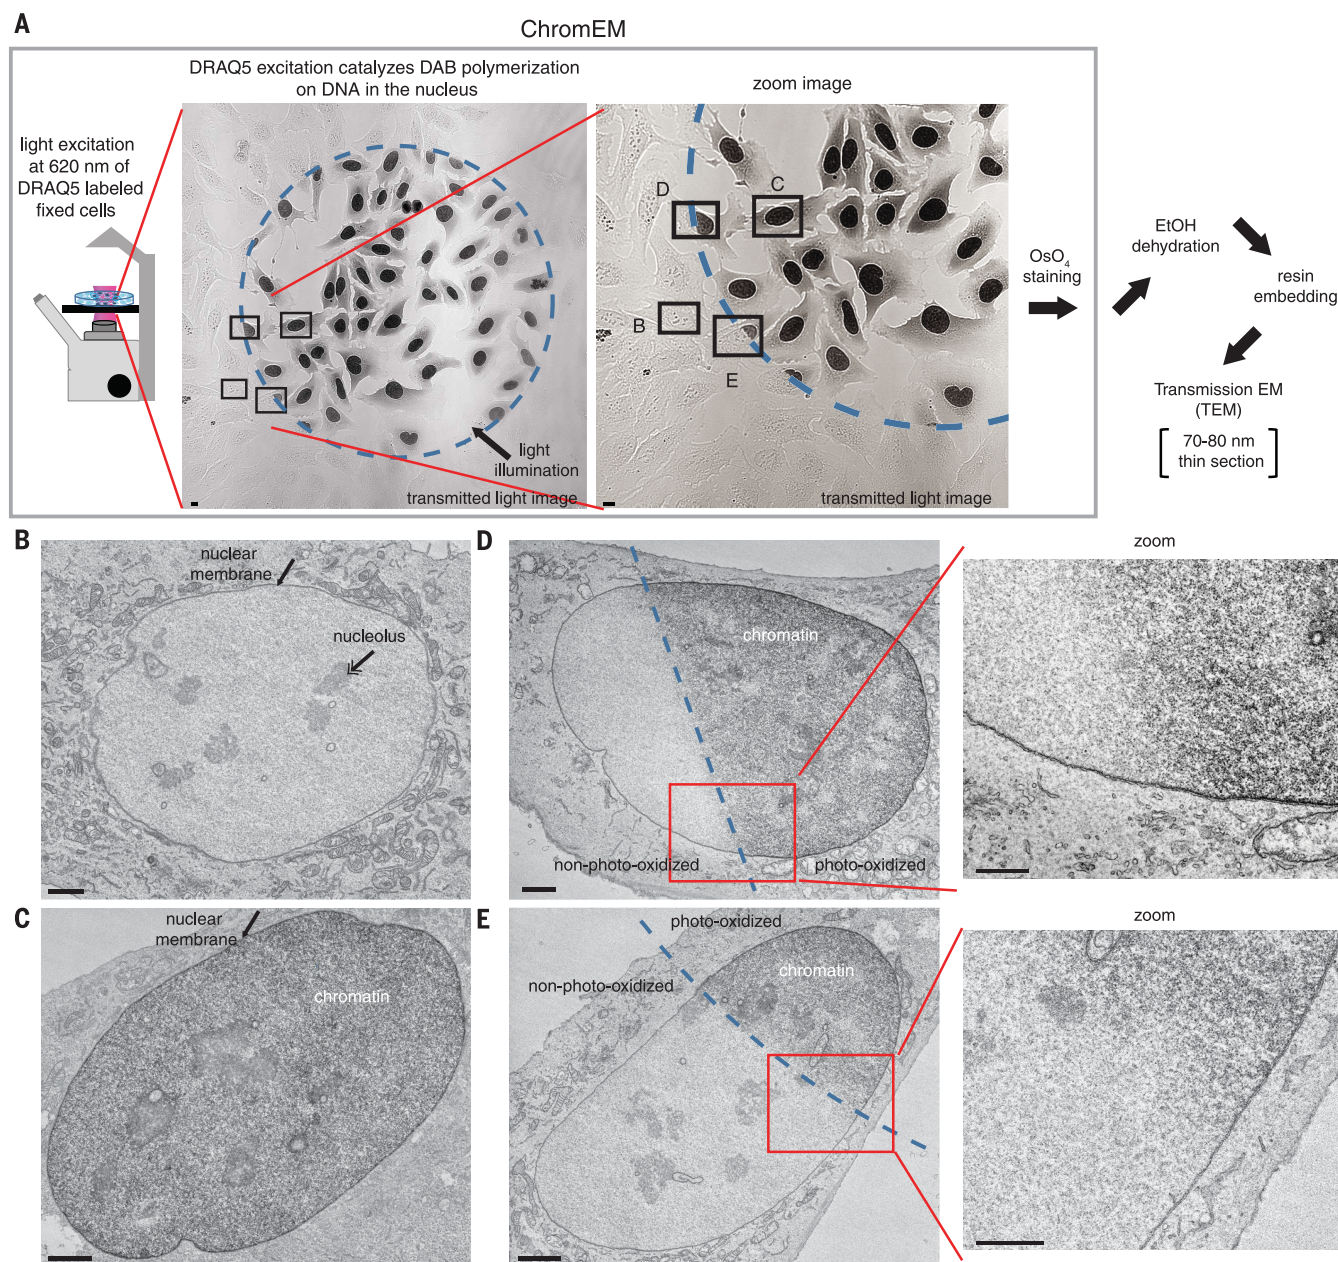 A
ChromEM
DRAQ5 excitation catalyzes DAB polymerization
on DNA in the nucleus
zoom image
light excitation
at 620 nm of
DRAQ5 labeled
fixed cells
D
C
B
E
light
illumination
transmitted light image
transmitted light image
OsO4
staining
EtOH
dehydration
resin
embedding
Transmission EM
(TEM)
70-80 nm
thin section
B
nuclear
membrane
nucleolus
D
chromatin
non-photo-oxidized
photo-oxidized
zoom
C
nuclear
membrane
chromatin
E
photo-oxidized
chromatin
non-photo-oxidized
zoom